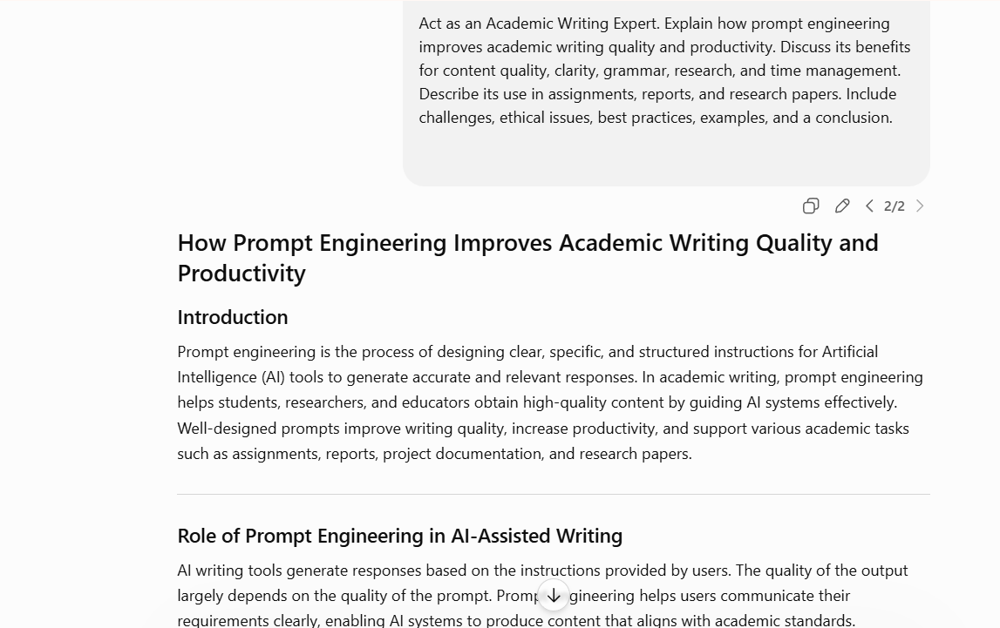 Act as an Academic Writing Expert. Explain how prompt engineering
improves academic writing quality and productivity. Discuss its benefits
for content quality, clarity, grammar, research, and time management.
Describe its use in assignments, reports, and research papers. Include
challenges, ethical issues, best practices, examples, and a conclusion.
2/2
How Prompt Engineering Improves Academic Writing Quality and
Productivity
Introduction
Prompt engineering is the process of designing clear, specific, and structured instructions for Artificial
Intelligence (AI) tools to generate accurate and relevant responses. In academic writing, prompt engineering
helps students, researchers, and educators obtain high-quality content by guiding AI systems effectively.
Well-designed prompts improve writing quality, increase productivity, and support various academic tasks
such as assignments, reports, project documentation, and research papers.
Role of Prompt Engineering in AI-Assisted Writing
AI writing tools generate responses based on the instructions provided by users. The quality of the output
largely depends on the quality of the prompt. helps users communicate their
requirements clearly, enabling AI systems to produce content that aligns with academic standards.